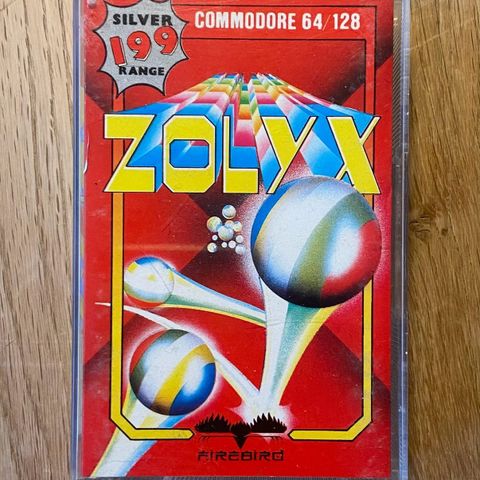 SILVER
199
RANGE
COMMODORE 64/128
ZOLYX
FIREBIRD